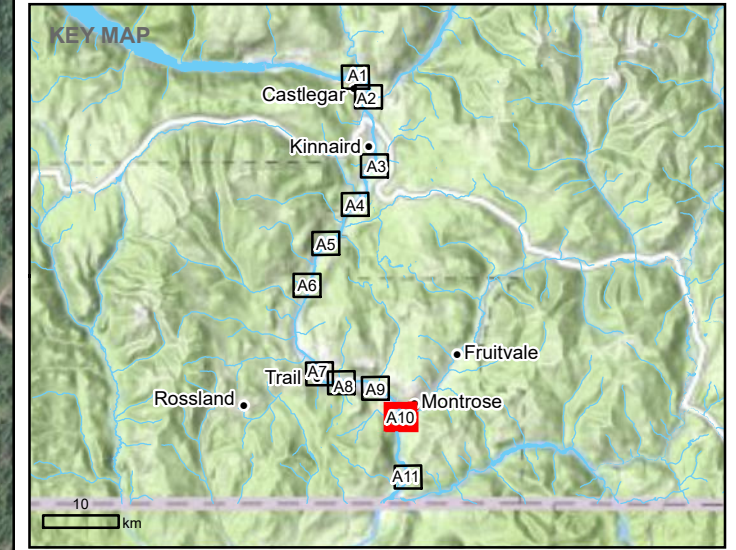 KEY MAP
A1
Castlegar
A2
Kinnaird
A3
A4
A5
A6
Fruitvale
Trail
A7
A8
A9
Rossland
Montrose
A10
A11
10
km